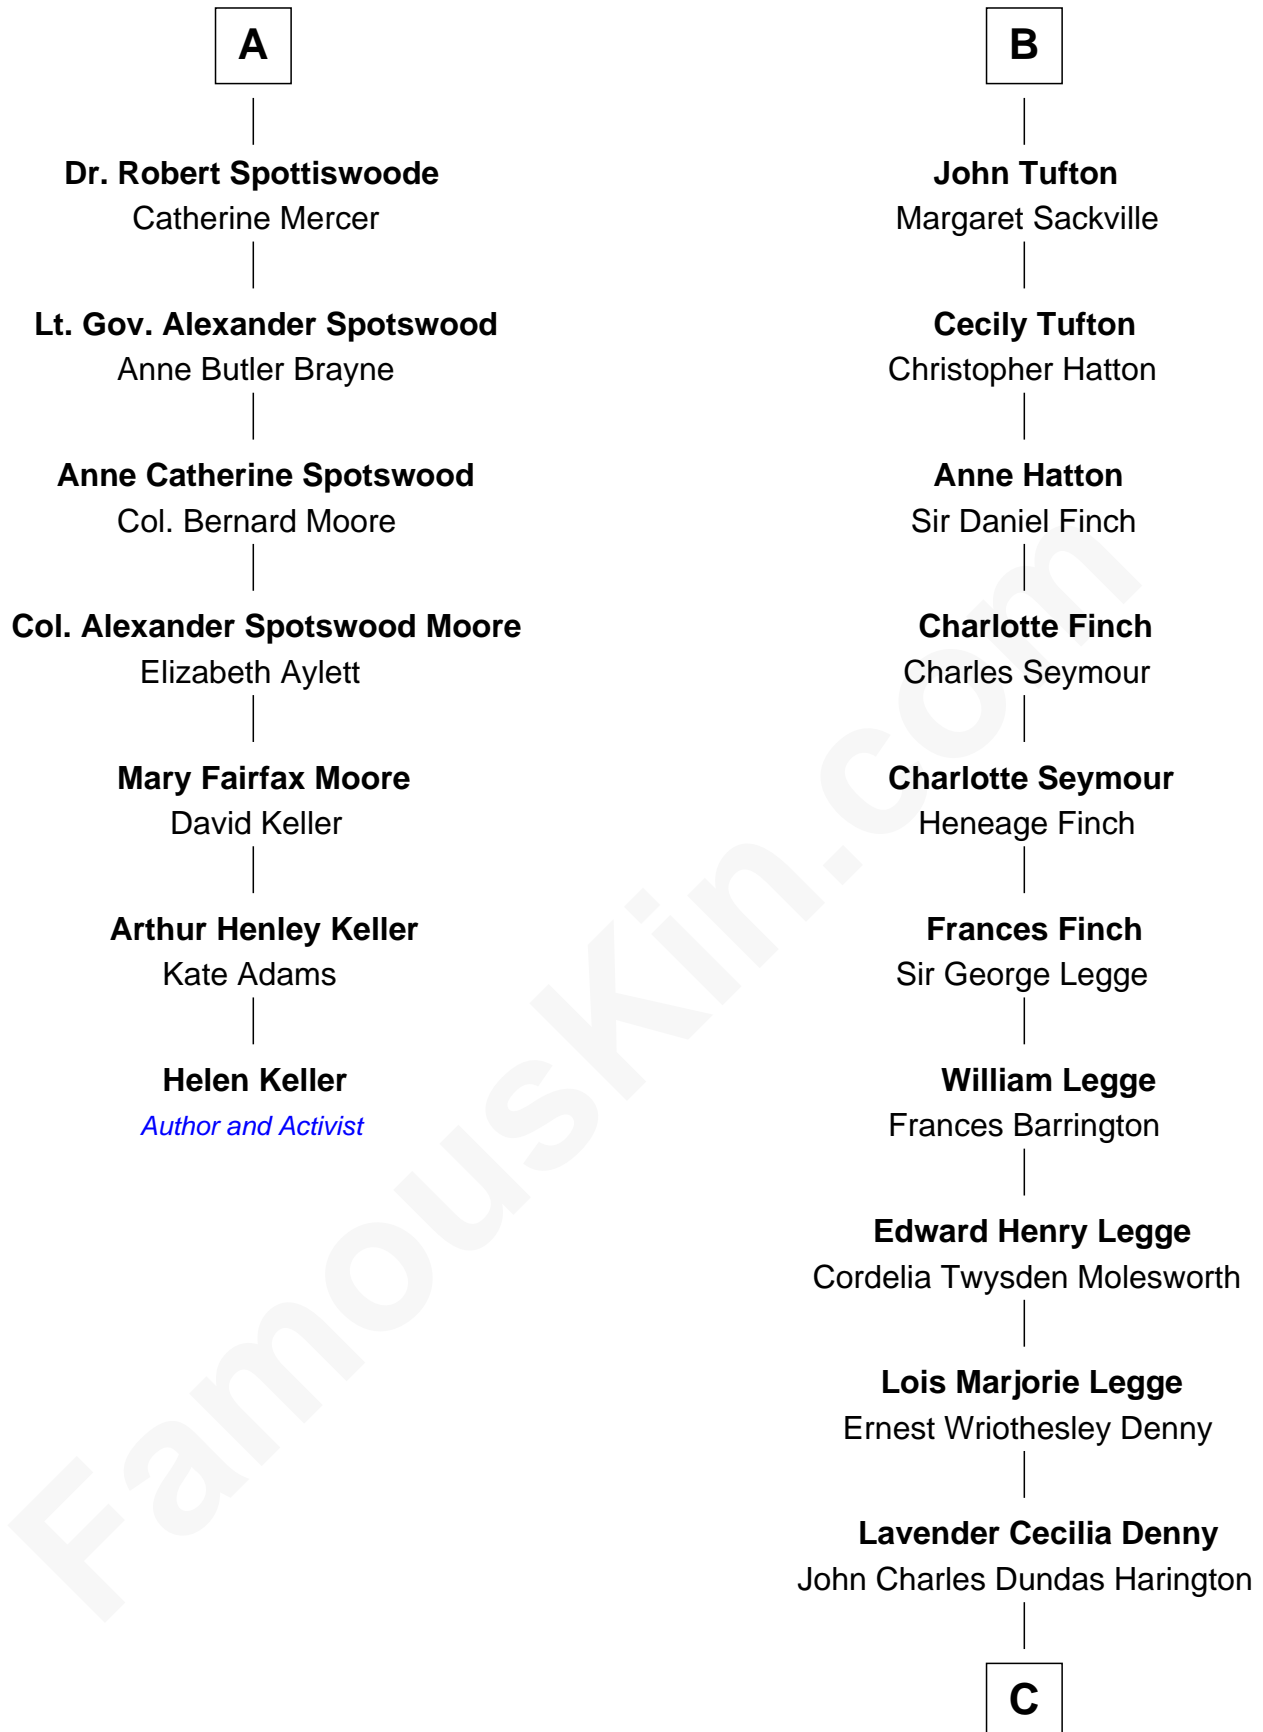 A
Dr. Robert Spottiswoode
Catherine Mercer
Lt. Gov. Alexander Spotswood
Anne Butler Brayne
Anne Catherine Spotswood
Col. Bernard Moore
Col. Alexander Spotswood Moore
Elizabeth Aylett
Mary Fairfax Moore
David Keller
Arthur Henley Keller
Kate Adams
Helen Keller
Author and Activist
B
John Tufton
Margaret Sackville
Cecily Tufton
Christopher Hatton
Anne Hatton
Sir Daniel Finch
Charlotte Finch
Charles Seymour
Charlotte Seymour
Heneage Finch
Frances Finch
Sir George Legge
William Legge
Frances Barrington
Edward Henry Legge
Cordelia Twysden Molesworth
Lois Marjorie Legge
Ernest Wriothesley Denny
Lavender Cecilia Denny
John Charles Dundas Harington
C
FamousKin.com